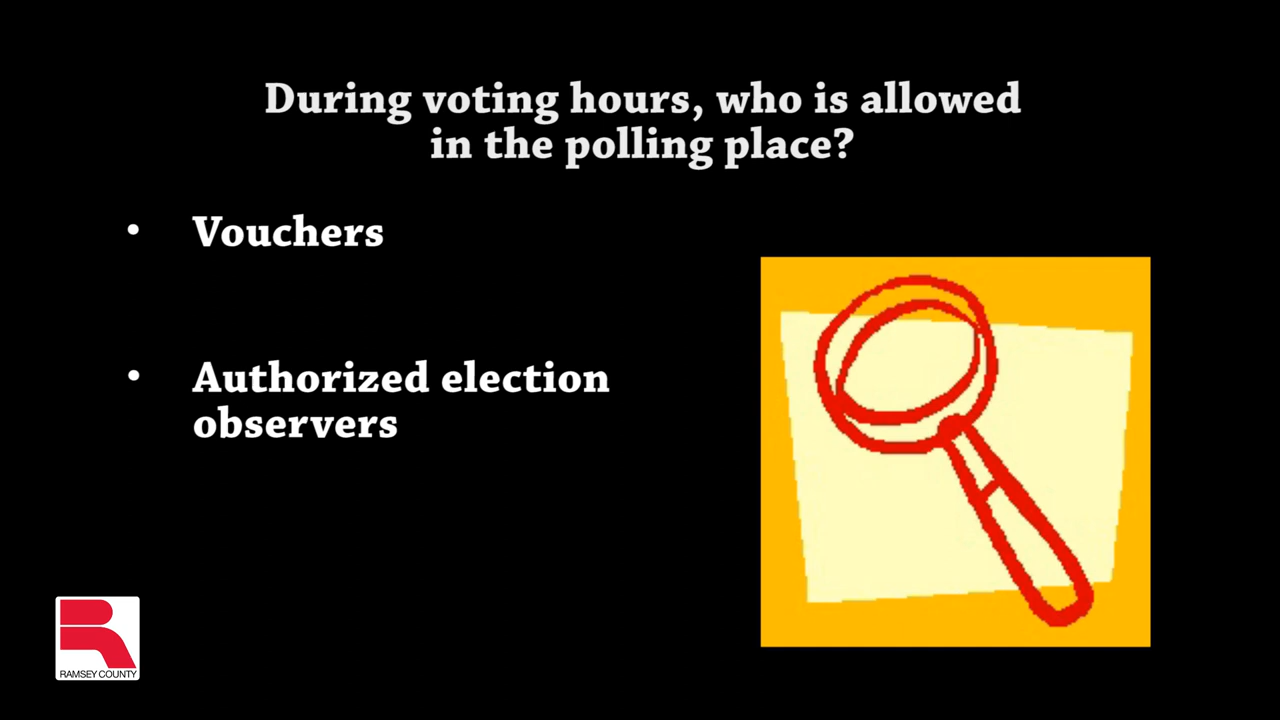 During voting hours, who is allowed
in the polling place?
• Vouchers
• Authorized election
observers
RAMSEY COUNTY